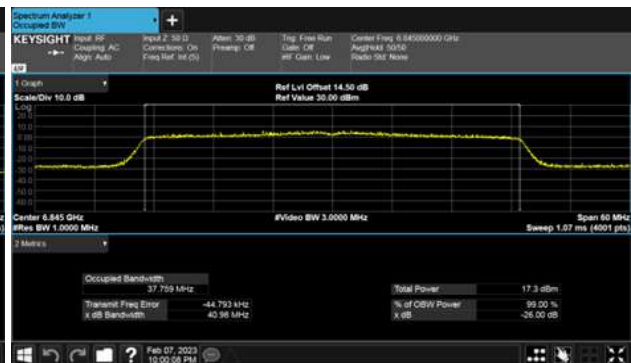 Spectrum Analyzer 1
Occupied BW
+
KEYSIGHT Input: RF Input Z: 50 Ω Atten: 30 dB Trig: Free Run Center Freq: 6.845000000 GHz
Coupling: AC Corrections: On Preamp: Off Gate: Off Avg|Hold: 50/50
Align: Auto Freq Ref: Int (S) #IF Gain: Low Radio Std: None
1 Graph
Scale/Div 10.0 dB
Ref Lvl Offset 14.50 dB
Ref Value 30.00 dBm
Log
20.0
10.0
0.00
-10.0
-20.0
-30.0
-40.0
-50.0
-60.0
Center 6.845 GHz #Video BW 3.0000 MHz Span 60 MHz
#Res BW 1.0000 MHz Sweep 1.07 ms (4001 pts)
2 Metrics
Occupied Bandwidth
37.759 MHz Total Power 17.3 dBm
Transmit Freq Error -44.793 kHz % of OBW Power 99.00 %
x dB Bandwidth 40.98 MHz x dB -26.00 dB
? Feb 07, 2023
10:00:08 PM